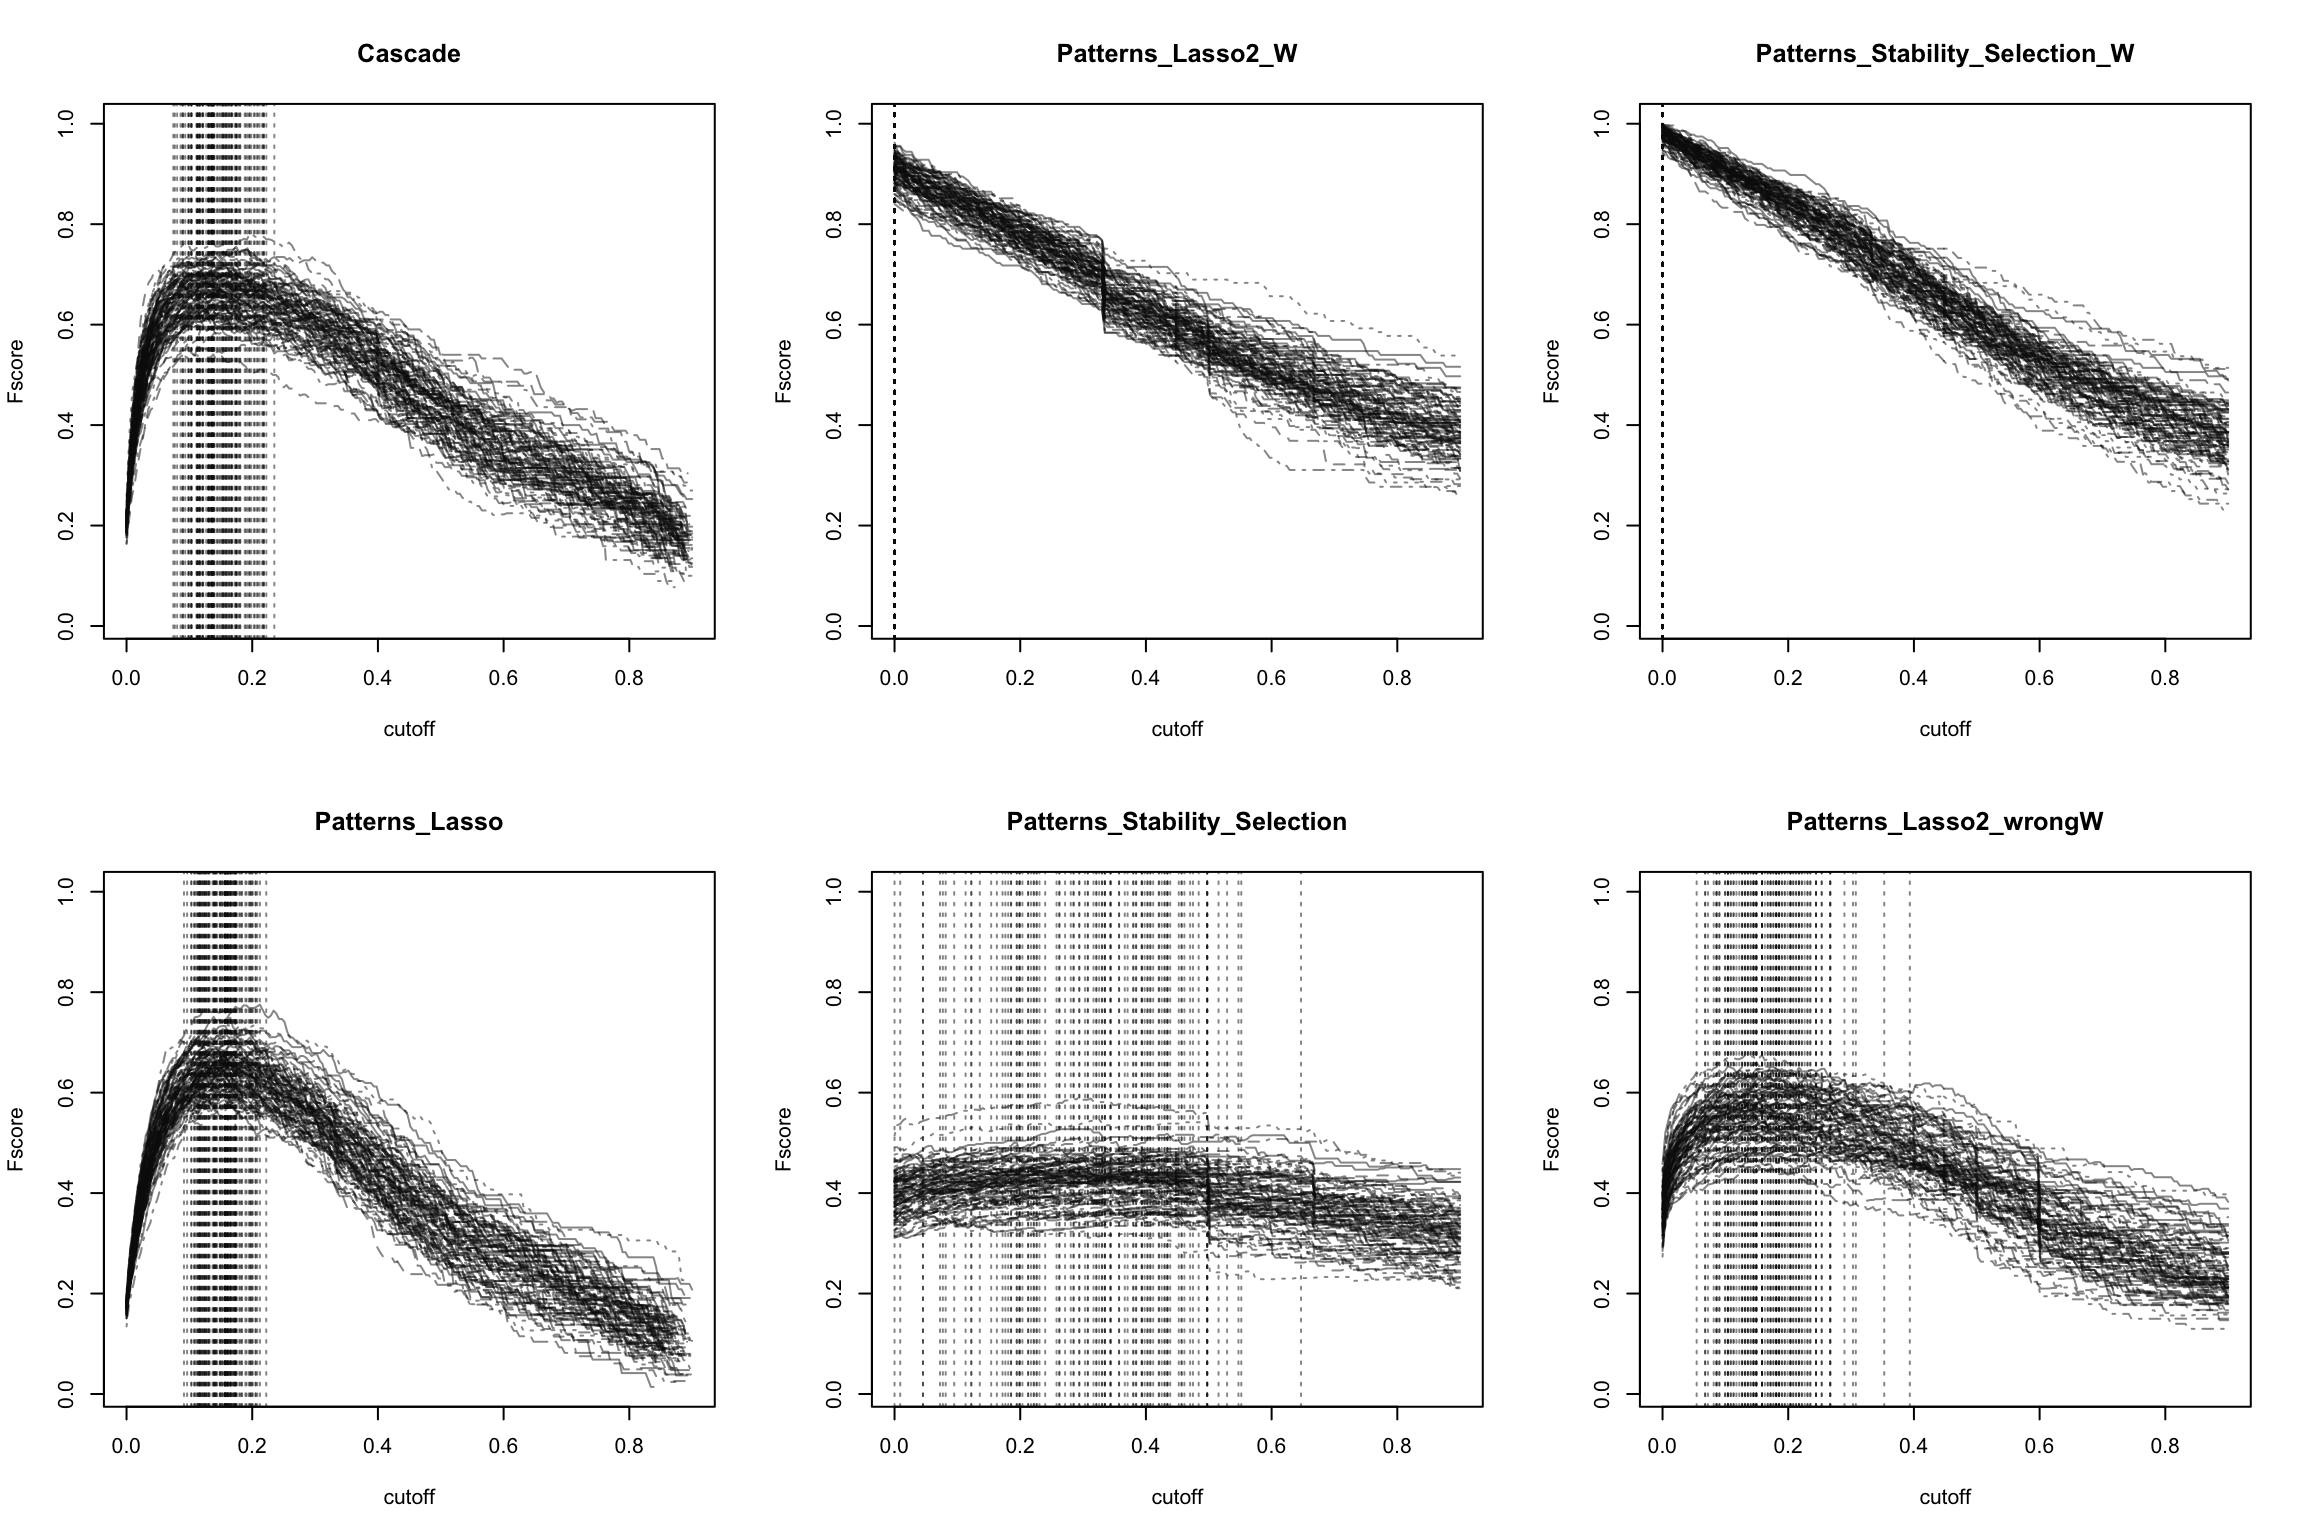 Cascade
Fscore
1.0
0.8
0.6
0.4
0.2
0.0
0.0 0.2 0.4 0.6 0.8
cutoff
Patterns_Lasso2_W
Fscore
1.0
0.8
0.6
0.4
0.2
0.0
0.0 0.2 0.4 0.6 0.8
cutoff
Patterns_Stability_Selection_W
Fscore
1.0
0.8
0.6
0.4
0.2
0.0
0.0 0.2 0.4 0.6 0.8
cutoff
Patterns_Lasso
Fscore
1.0
0.8
0.6
0.4
0.2
0.0
0.0 0.2 0.4 0.6 0.8
cutoff
Patterns_Stability_Selection
Fscore
1.0
0.8
0.6
0.4
0.2
0.0
0.0 0.2 0.4 0.6 0.8
cutoff
Patterns_Lasso2_wrongW
Fscore
1.0
0.8
0.6
0.4
0.2
0.0
0.0 0.2 0.4 0.6 0.8
cutoff